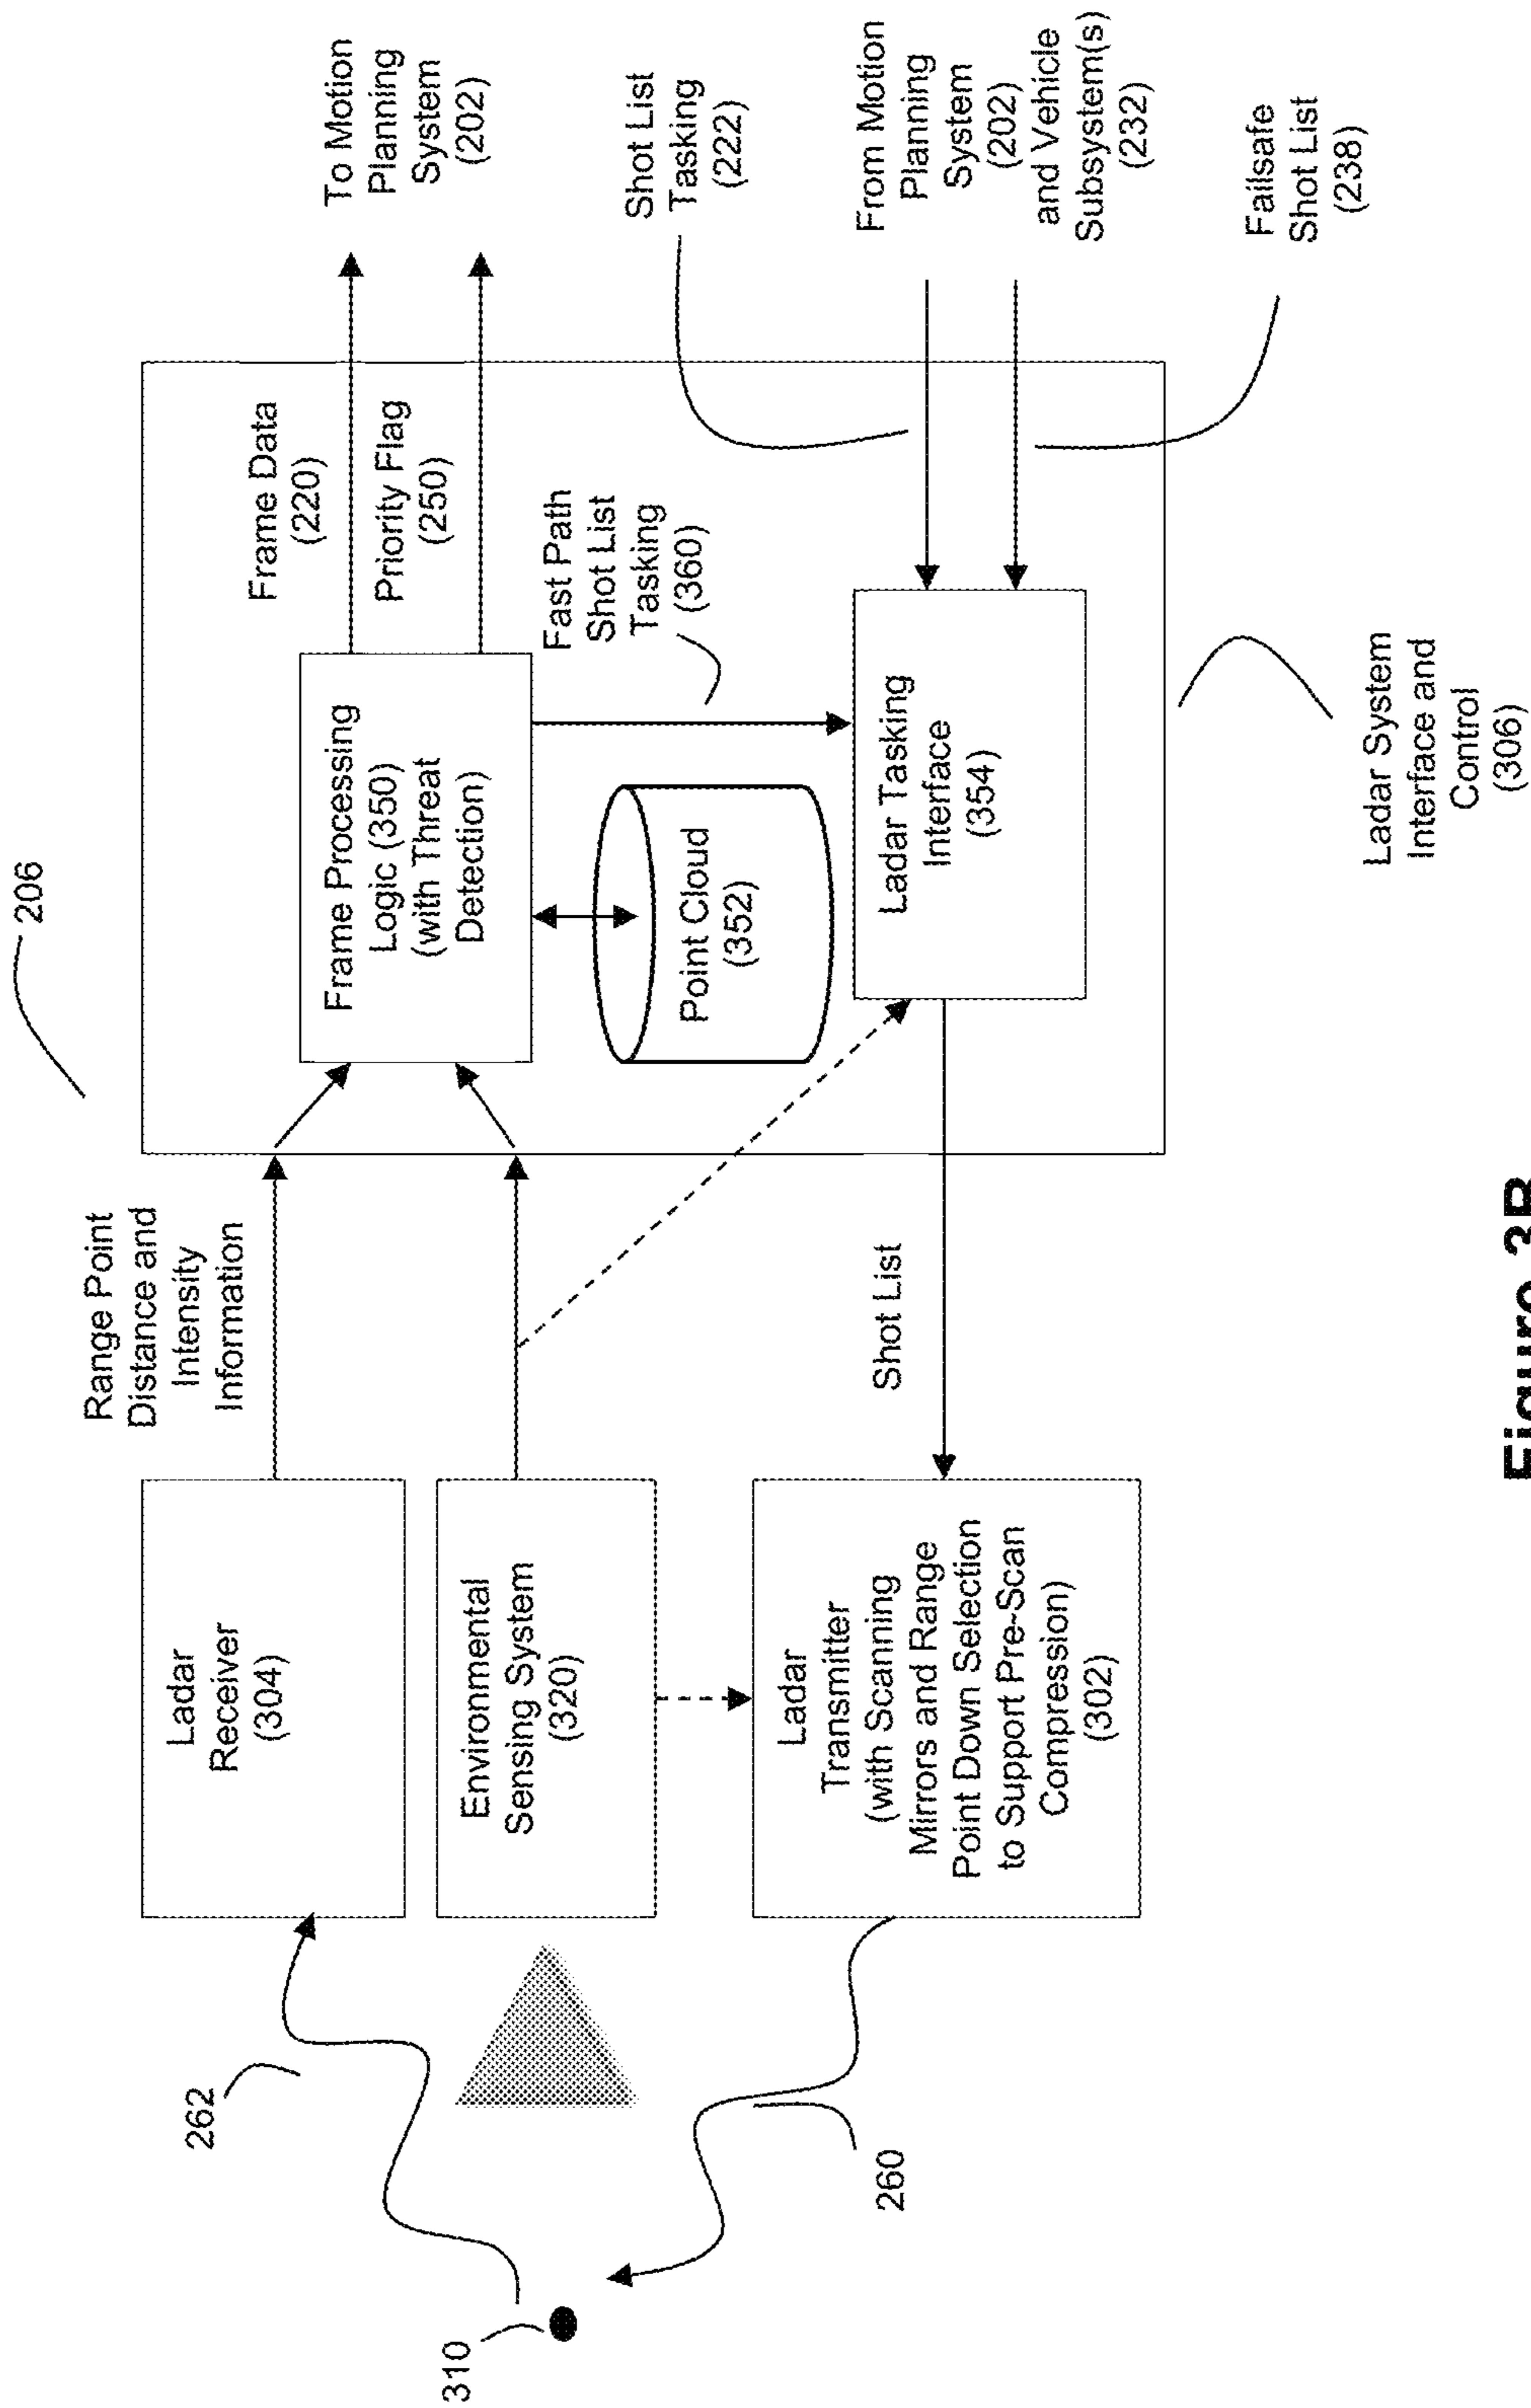 206
Range Point
Distance and
Intensity
Information
Ladar
Receiver
(304)
Environmental
Sensing System
(320)
Ladar
Transmitter
(with Scanning
Mirrors and Range
Point Down Selection
to Support Pre-Scan
Compression)
(302)
262
310
260
Shot List
Frame Processing
Logic (350)
(with Threat
Detection)
Point Cloud
(352)
Ladar Tasking
Interface
(354)
Frame Data
(220)
Priority Flag
(250)
Fast Path
Shot List
Tasking
(360)
To Motion
Planning
System
(202)
Shot List
Tasking
(222)
From Motion
Planning
System
(202)
and Vehicle
Subsystem(s)
(232)
Failsafe
Shot List
(238)
Ladar System
Interface and
Control
(306)
Figure 3B